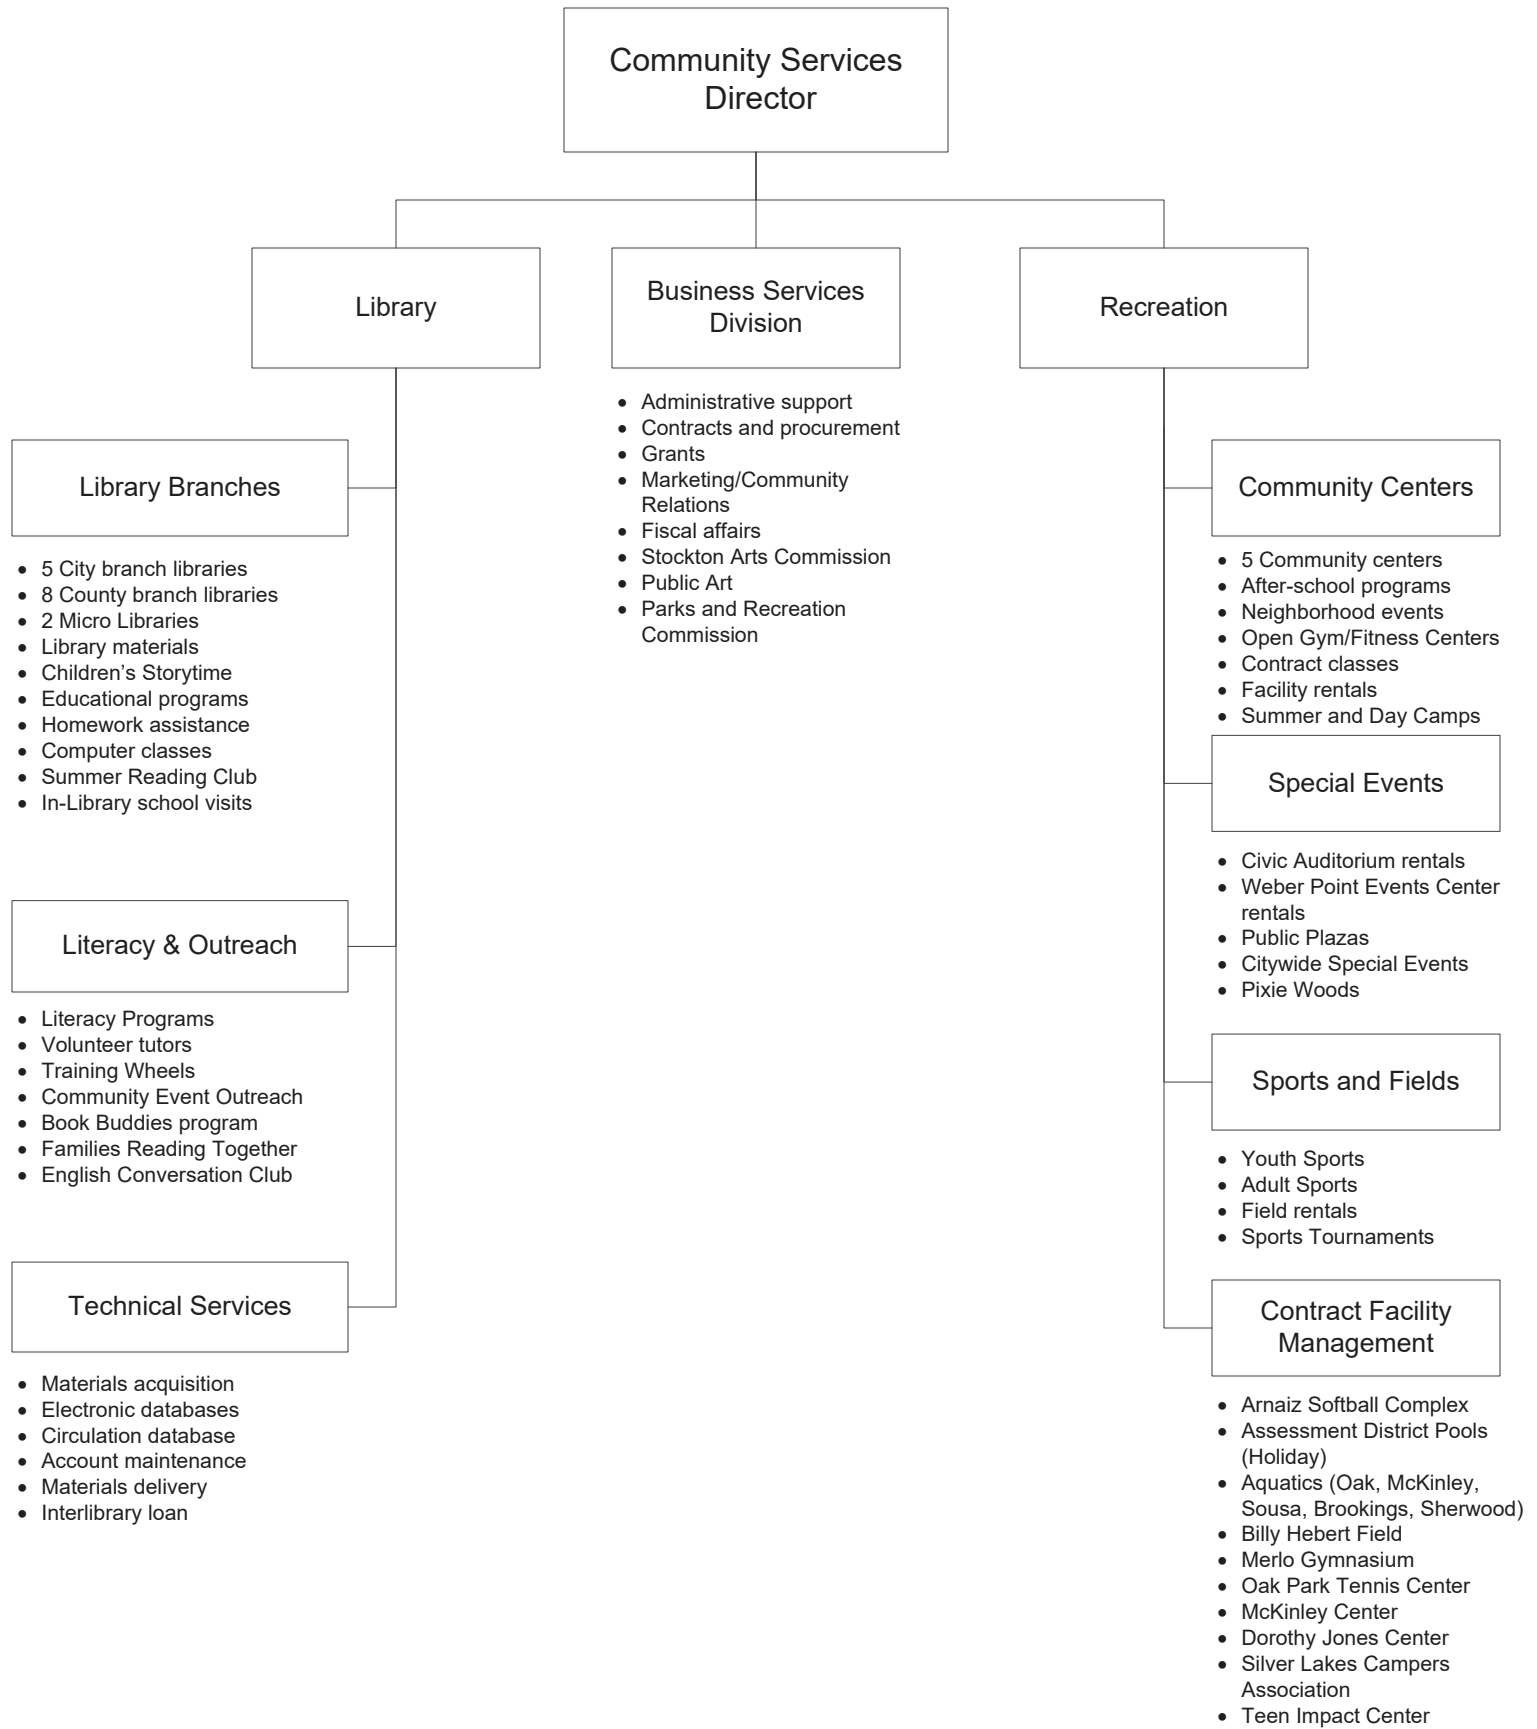 Community Services
Director
Library
Business Services
Division
Recreation
• Administrative support
• Contracts and procurement
• Grants
• Marketing/Community
Relations
• Fiscal affairs
• Stockton Arts Commission
• Public Art
• Parks and Recreation
Commission
Library Branches
• 5 City branch libraries
• 8 County branch libraries
• 2 Micro Libraries
• Library materials
• Children’s Storytime
• Educational programs
• Homework assistance
• Computer classes
• Summer Reading Club
• In-Library school visits
Literacy & Outreach
• Literacy Programs
• Volunteer tutors
• Training Wheels
• Community Event Outreach
• Book Buddies program
• Families Reading Together
• English Conversation Club
Technical Services
• Materials acquisition
• Electronic databases
• Circulation database
• Account maintenance
• Materials delivery
• Interlibrary loan
Community Centers
• 5 Community centers
• After-school programs
• Neighborhood events
• Open Gym/Fitness Centers
• Contract classes
• Facility rentals
• Summer and Day Camps
Special Events
• Civic Auditorium rentals
• Weber Point Events Center
rentals
• Public Plazas
• Citywide Special Events
• Pixie Woods
Sports and Fields
• Youth Sports
• Adult Sports
• Field rentals
• Sports Tournaments
Contract Facility
Management
• Arnaiz Softball Complex
• Assessment District Pools
(Holiday)
• Aquatics (Oak, McKinley,
Sousa, Brookings, Sherwood)
• Billy Hebert Field
• Merlo Gymnasium
• Oak Park Tennis Center
• McKinley Center
• Dorothy Jones Center
• Silver Lakes Campers
Association
• Teen Impact Center